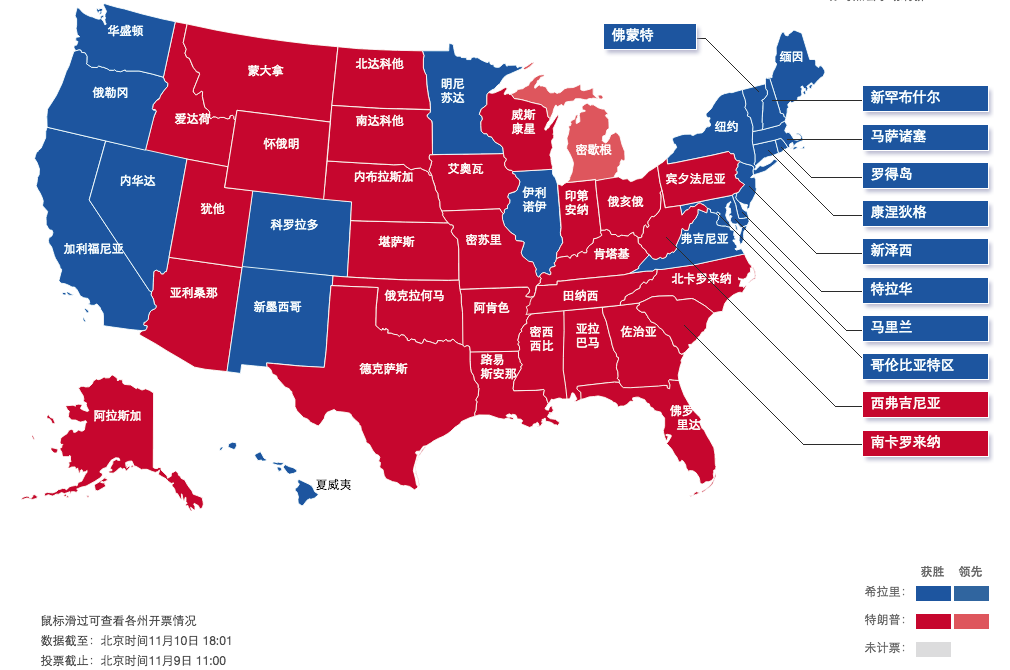 华盛顿
俄勒冈
加利福尼亚
内华达
爱达荷
蒙大拿
怀俄明
犹他
亚利桑那
科罗拉多
新墨西哥
北达科他
南达科他
内布拉斯加
堪萨斯
俄克拉何马
德克萨斯
明尼
苏达
艾奥瓦
密苏里
阿肯色
路易
斯安那
威斯
康星
伊利
诺伊
密歇根
印第
安纳
俄亥俄
肯塔基
田纳西
密西
西比
亚拉
巴马
佐治亚
佛罗
里达
北卡罗来纳
弗吉尼亚
宾夕法尼亚
纽约
缅因
阿拉斯加
夏威夷
佛蒙特
新罕布什尔
马萨诸塞
罗得岛
康涅狄格
新泽西
特拉华
马里兰
哥伦比亚特区
西弗吉尼亚
南卡罗来纳
获胜 领先
希拉里:
特朗普:
未计票:
鼠标滑过可查看各州开票情况
数据截至: 北京时间11月10日 18:01
投票截止: 北京时间11月9日 11:00